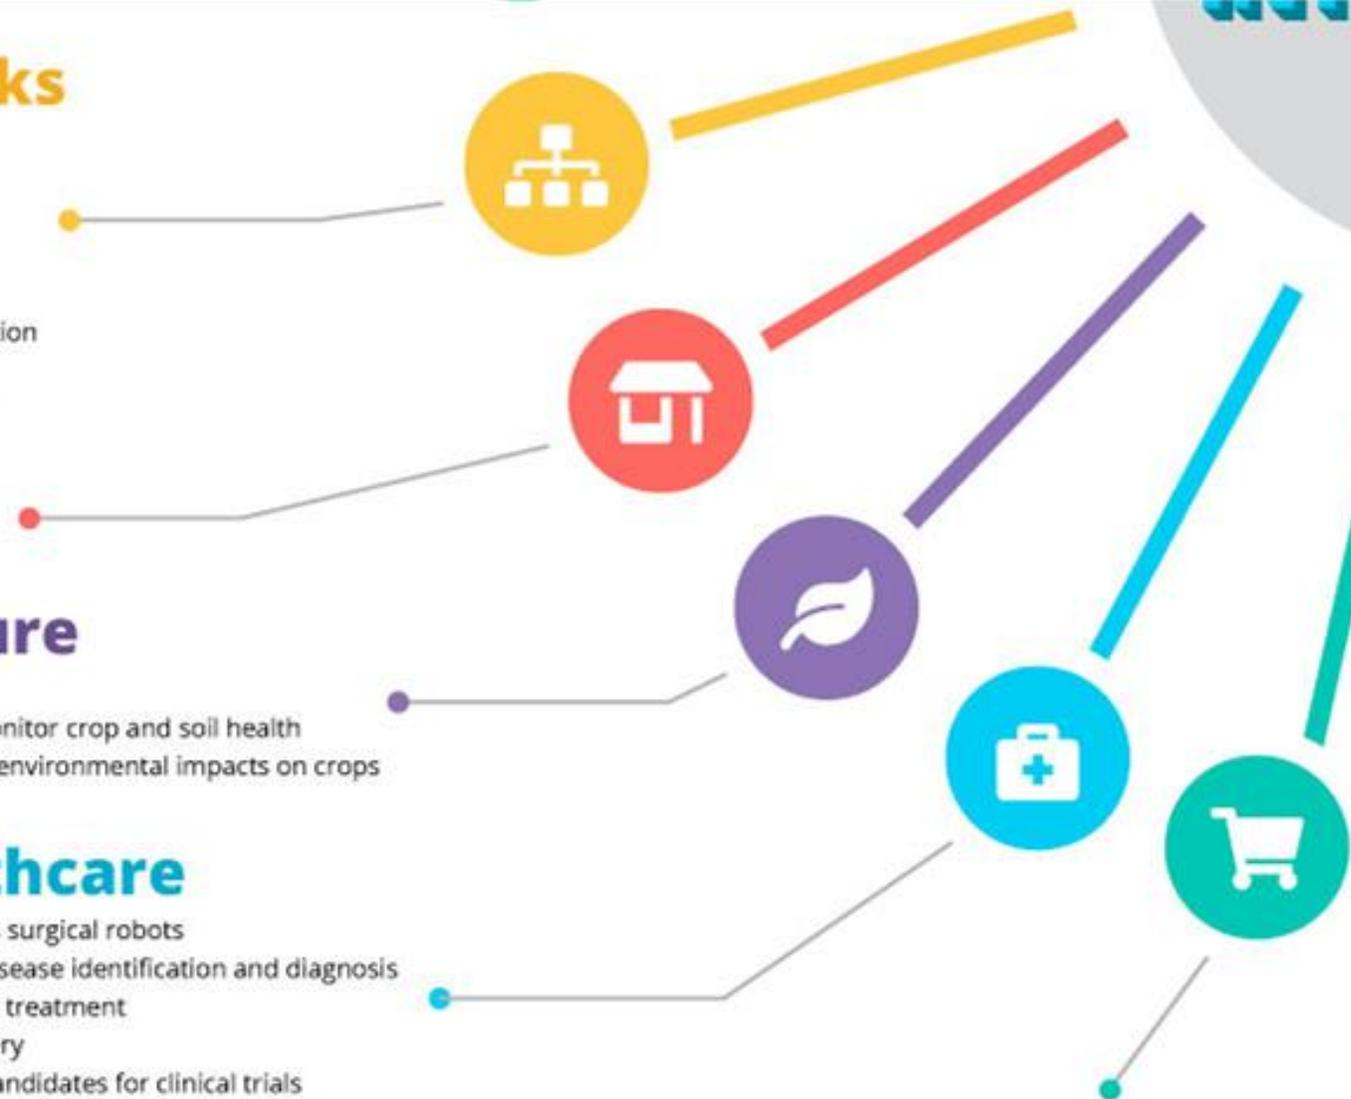 ks
ion
ure
onitor crop and soil health
environmental impacts on crops
thcare
surgical robots
sease identification and diagnosis
treatment
ry
andidates for clinical trials